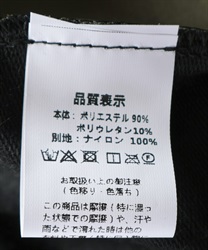 品質表示
本体：ポリエステル 90%
ポリウレタン10%
別地：ナイロン 100%
お取扱い上の御注意
（色移り・色落ち）
この商品は摩擦（特に湿っ
た状態での摩擦）や、汗や
雨などで濡れた時は他の